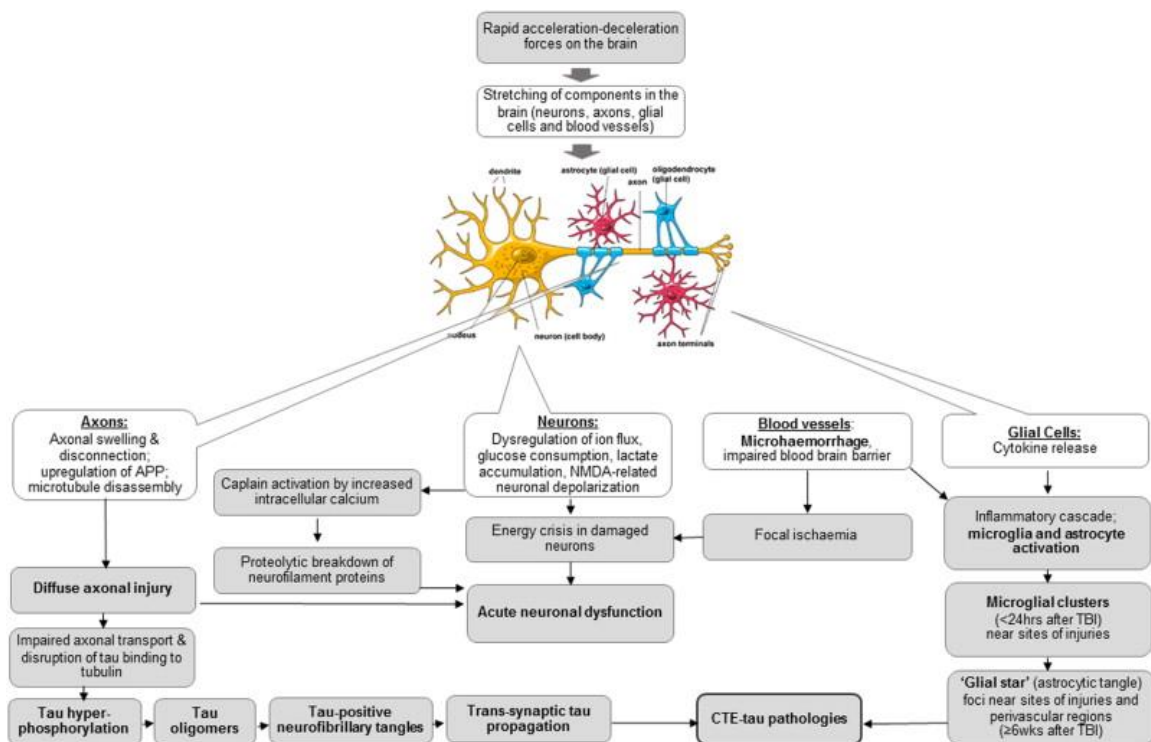 Rapid acceleration-deceleration
forces on the brain
Stretching of components in the
brain (neurons, axons, glial
cells and blood vessels)
dendrite
astrocyte (glial cell)
axon
oligodendrocyte
(glial cell)
neuron (cell body)
axon terminals
Axons:
Axonal swelling &
disconnection;
upregulation of APP;
microtubule disassembly
Neurons:
Dysregulation of ion flux,
glucose consumption, lactate
accumulation, NMDA-related
neuronal depolarization
Blood vessels:
Microhaemorrhage,
impaired blood brain barrier
Glial Cells:
Cytokine release
Caplain activation by increased
intracellular calcium
Energy crisis in damaged
neurons
Focal ischaemia
Inflammatory cascade;
microglia and astrocyte
activation
Proteolytic breakdown of
neurofilament proteins
Diffuse axonal injury
Acute neuronal dysfunction
Microglial clusters
(<24hrs after TBI)
near sites of injuries
Impaired axonal transport &
disruption of tau binding to
tubulin
'Glial star' (astrocytic tangle)
foci near sites of injuries and
perivascular regions
(≥6wks after TBI)
Tau hyper-
phosphorylation
Tau
oligomers
Tau-positive
neurofibrillary tangles
Trans-synaptic tau
propagation
CTE-tau pathologies